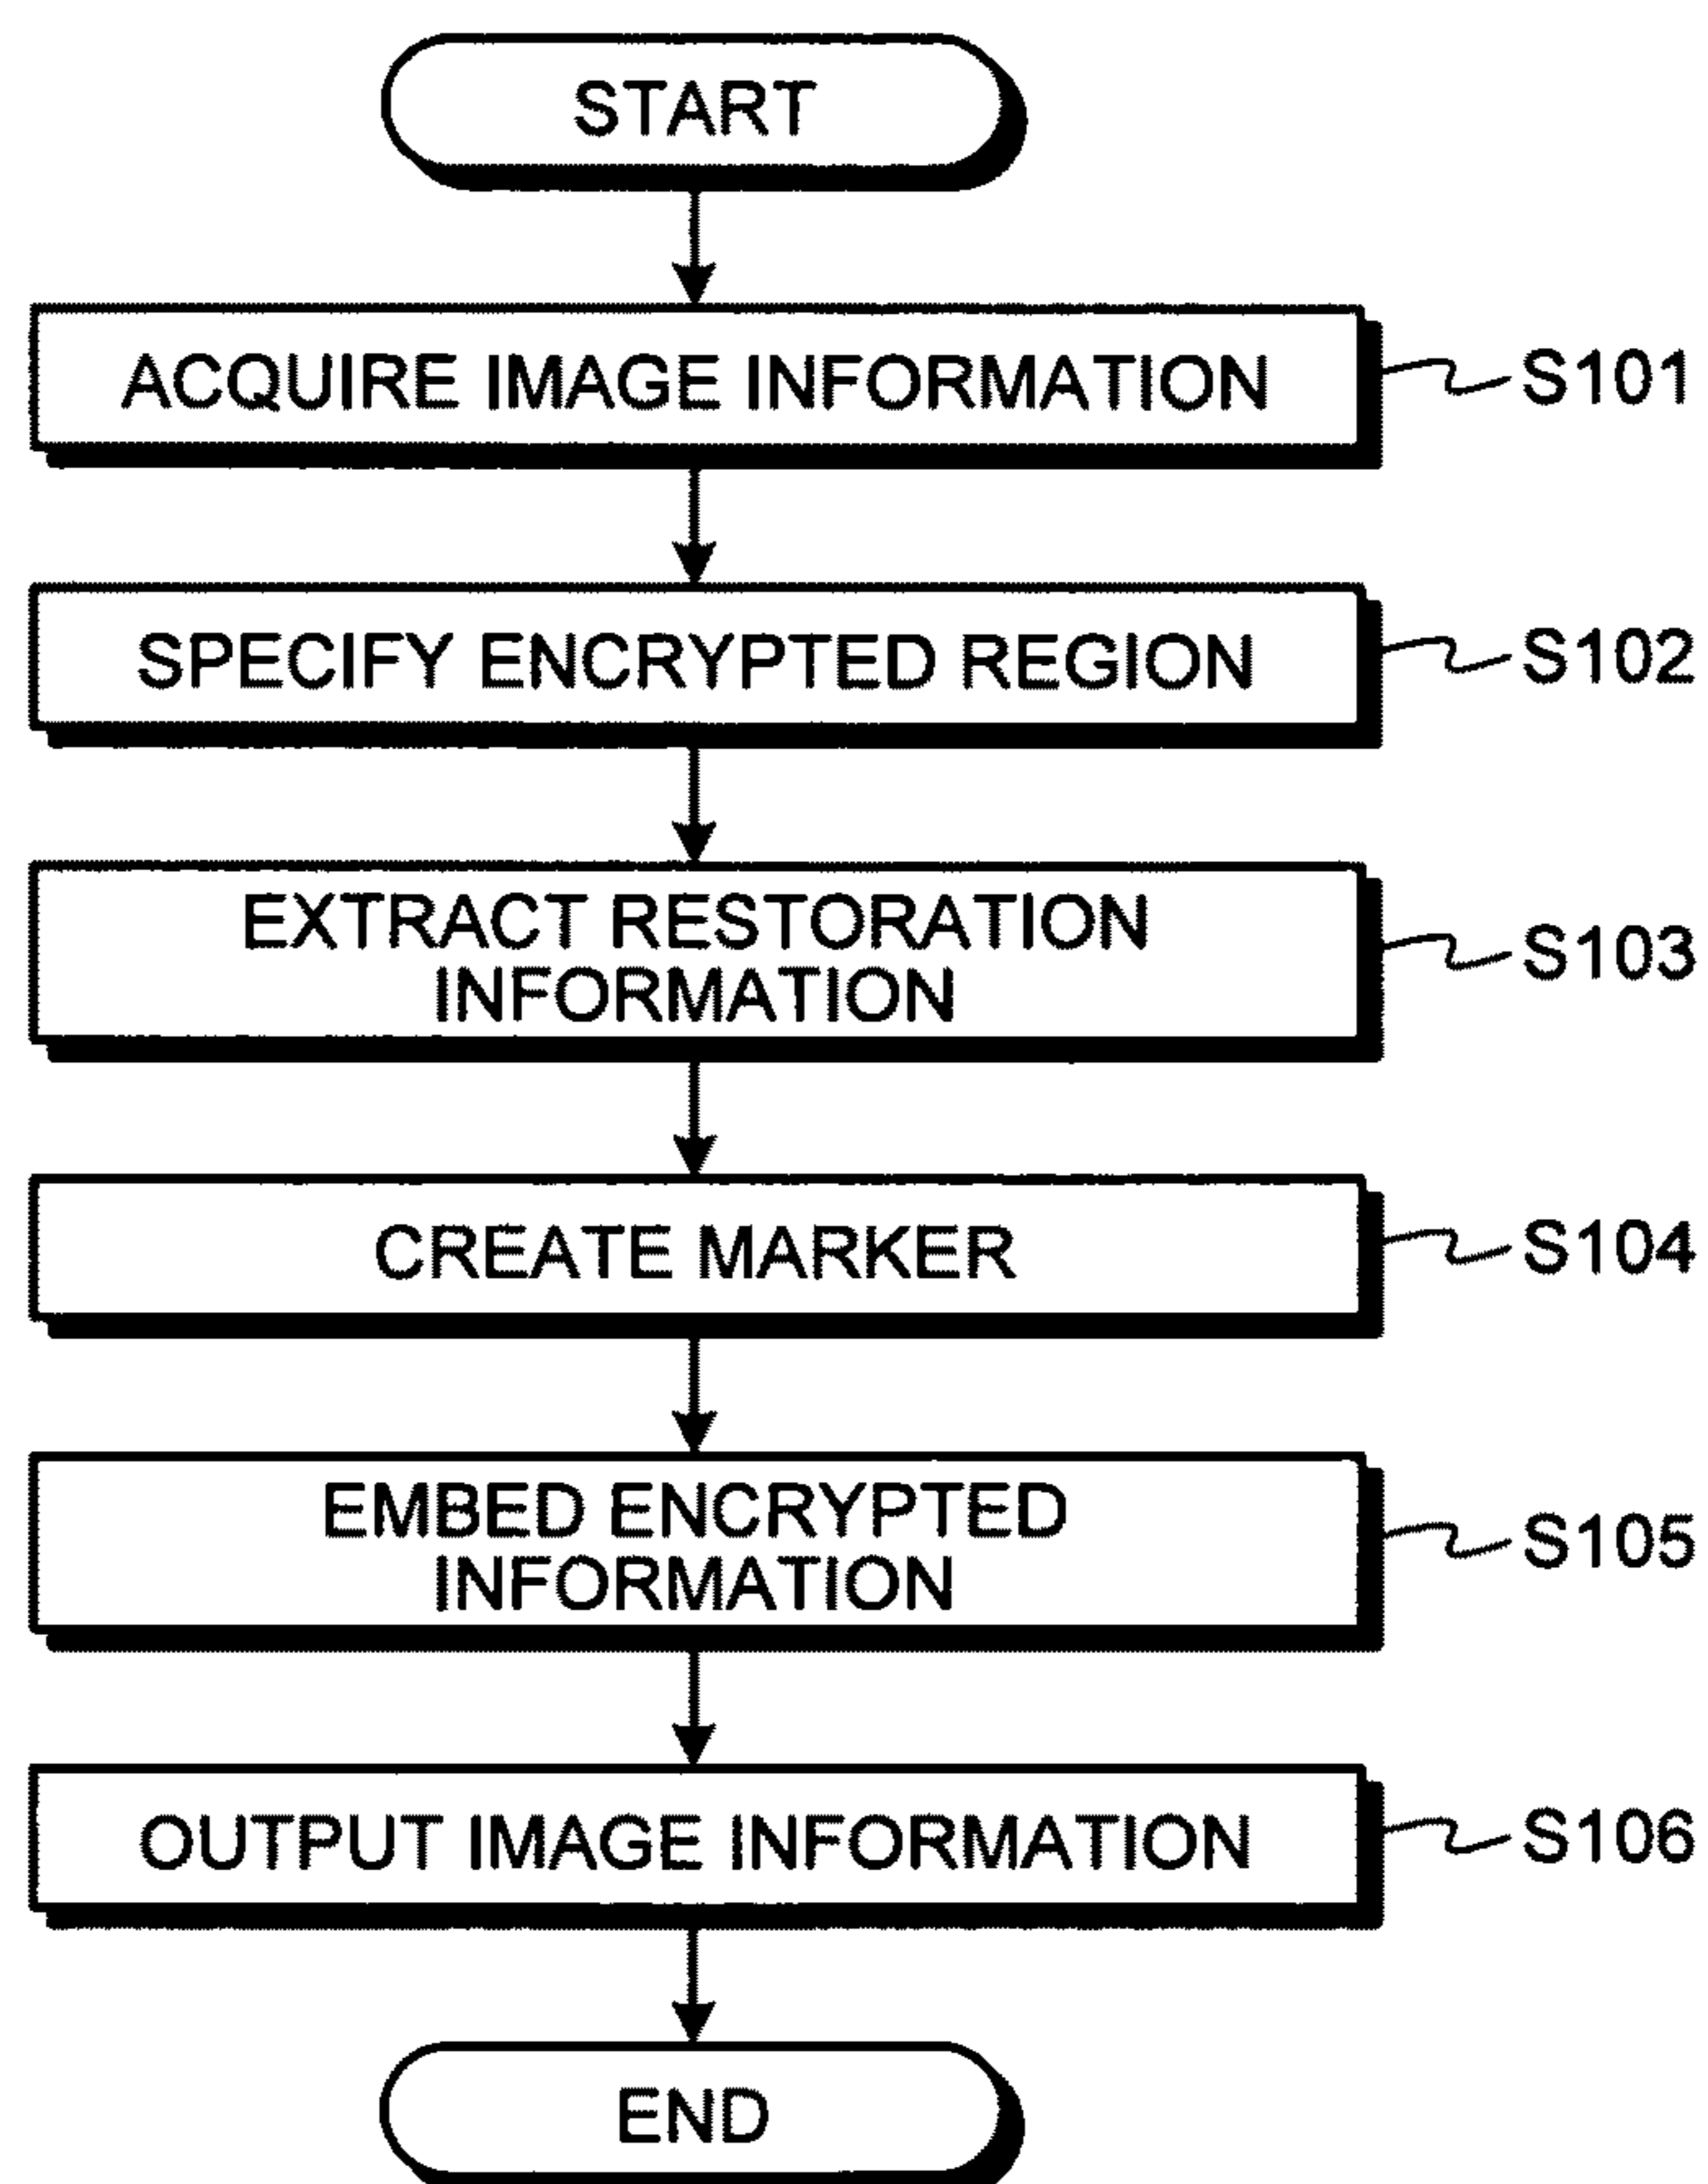 START
ACQUIRE IMAGE INFORMATION
S101
SPECIFY ENCRYPTED REGION
S102
EXTRACT RESTORATION
INFORMATION
S103
CREATE MARKER
S104
EMBED ENCRYPTED
INFORMATION
S105
OUTPUT IMAGE INFORMATION
S106
END